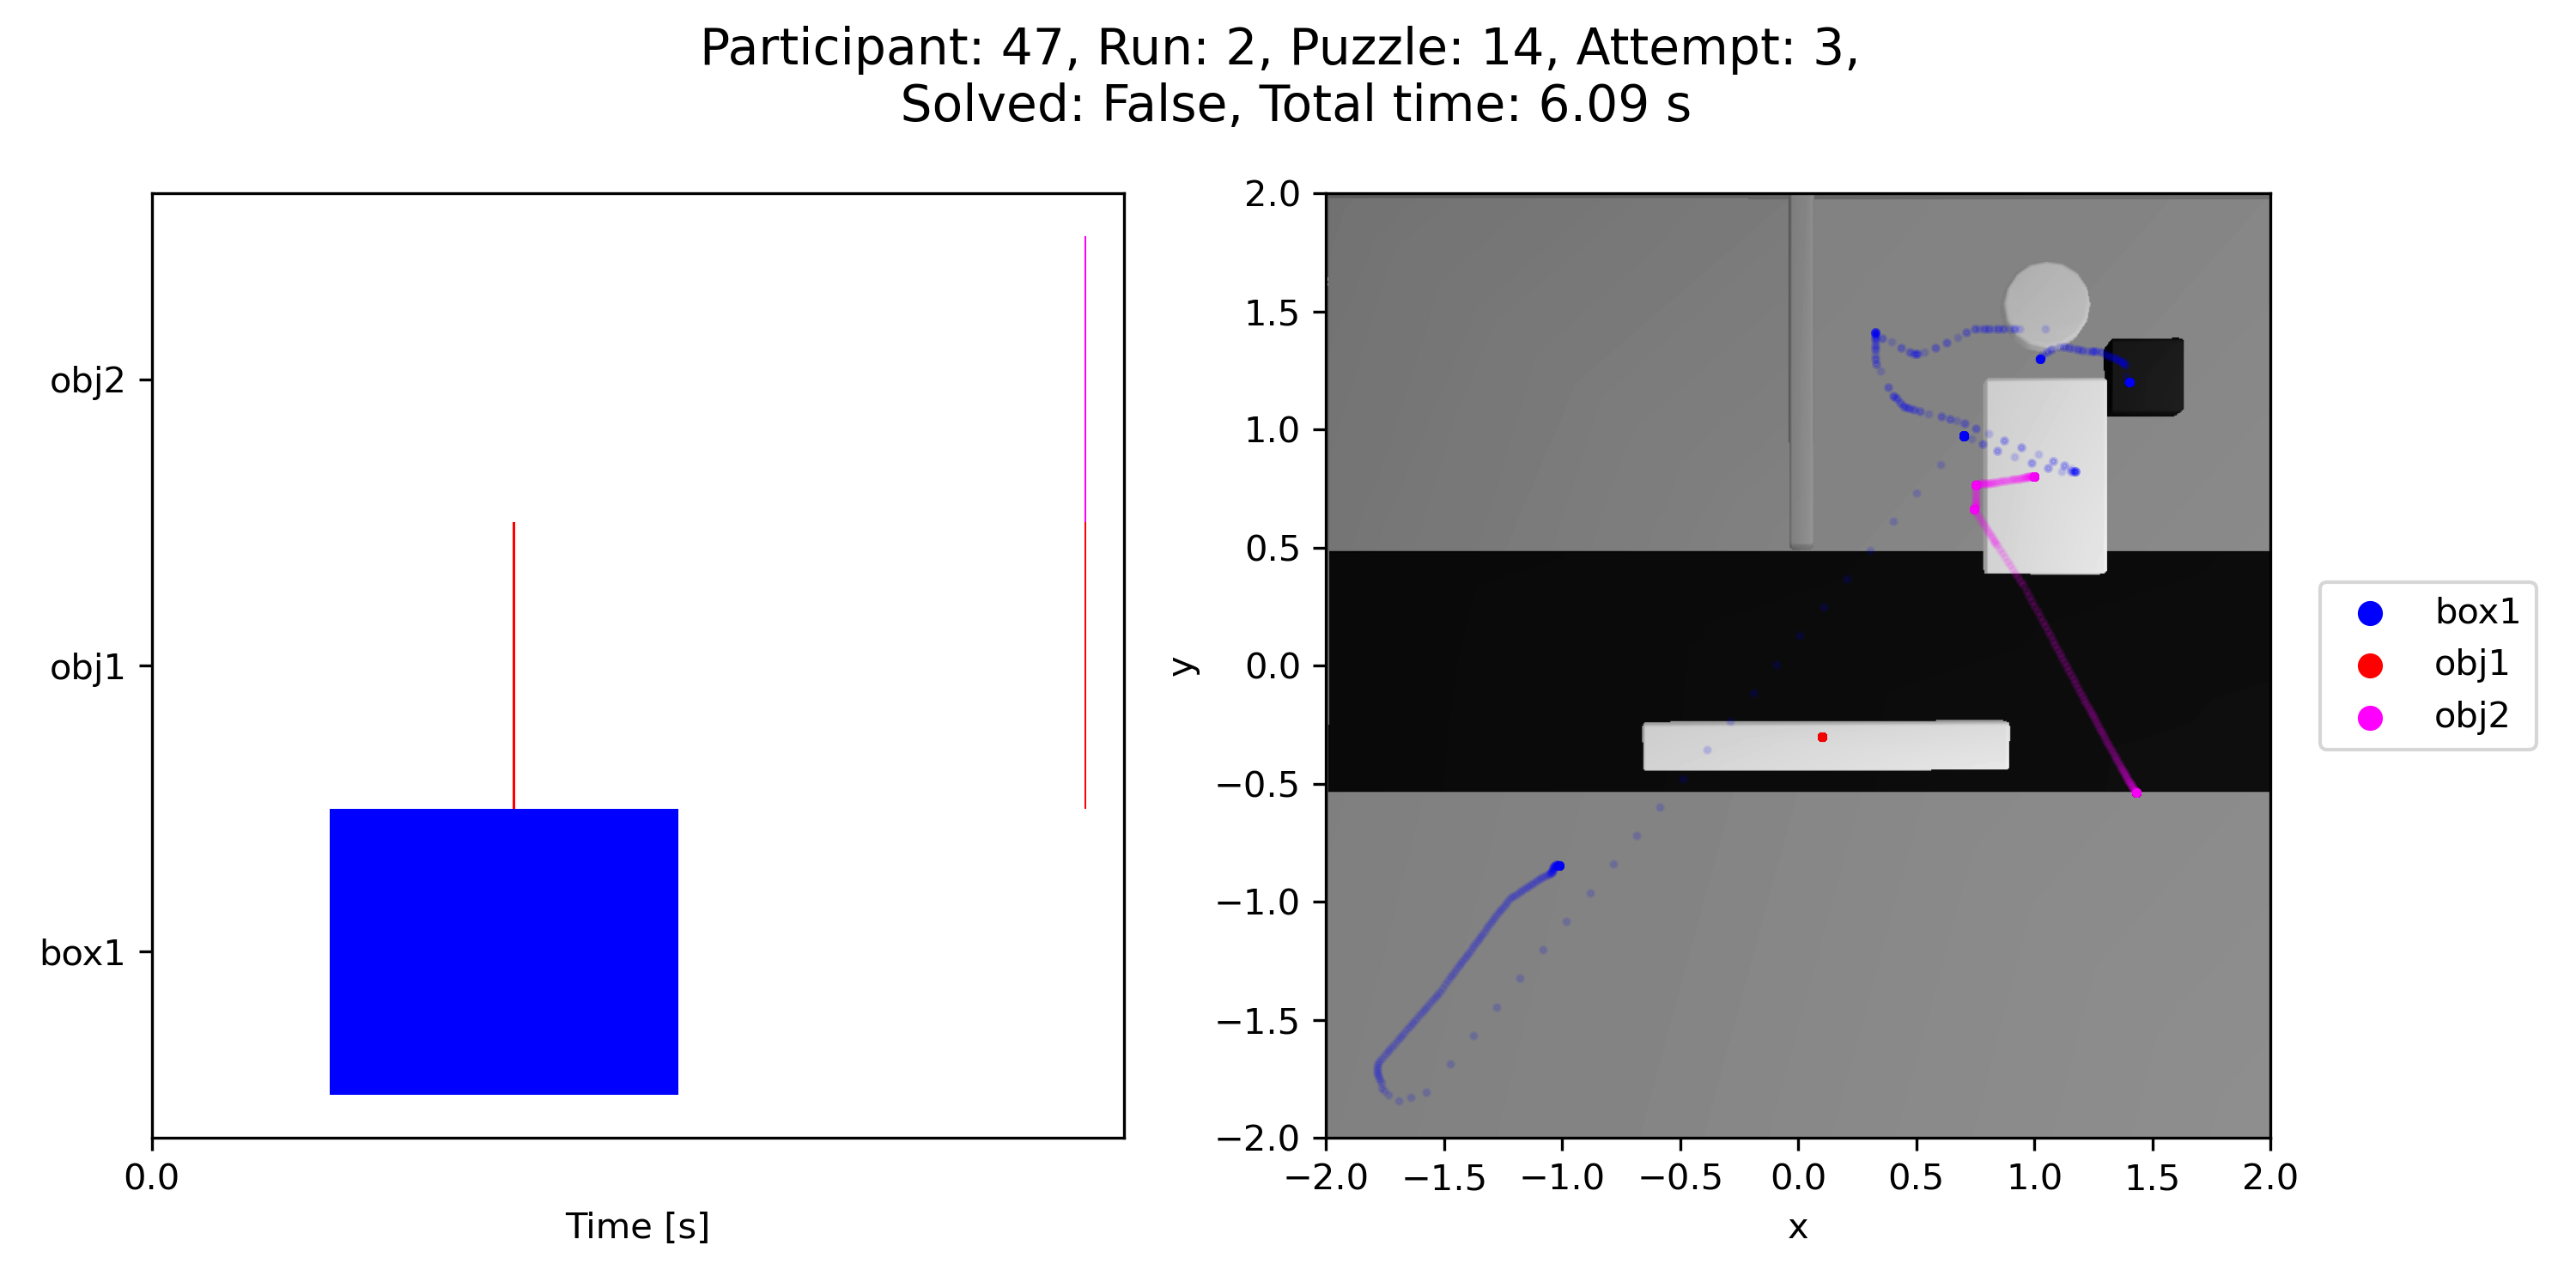 Participant: 47, Run: 2, Puzzle: 14, Attempt: 3,
Solved: False, Total time: 6.09 s
obj2
obj1
box1
0.0
Time [s]
2.0
1.5
1.0
0.5
0.0
−0.5
−1.0
−1.5
−2.0
y
−2.0 −1.5 −1.0 −0.5 0.0 0.5 1.0 1.5 2.0
x
box1
obj1
obj2